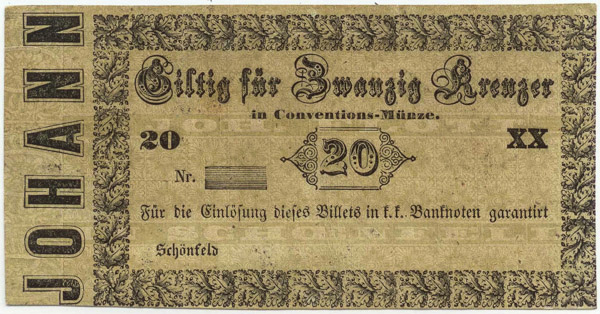 JOHANN
Giltig für Zwanzig Kreuzer
in Conventions-Münze.
20 20 XX
Nr.
Für die Einlösung dieses Billets in k.k. Banknoten garantirt
Schönfeld